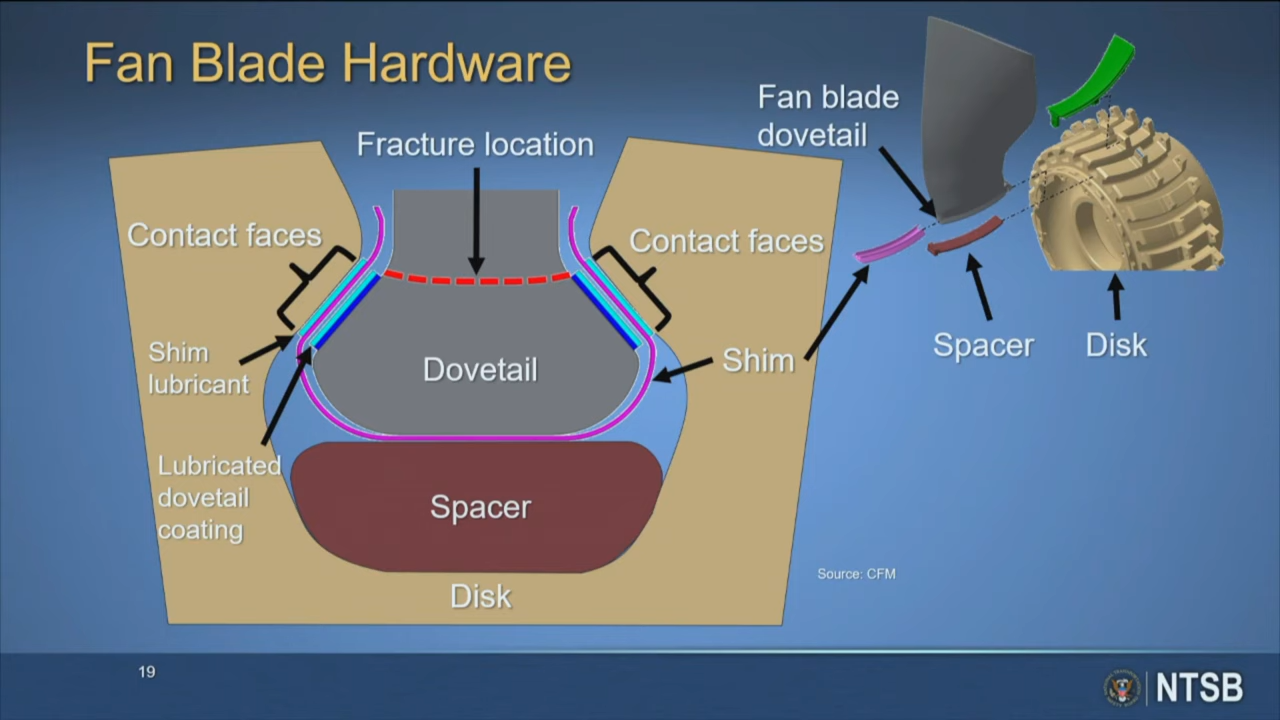 Fan Blade Hardware
Fan blade
dovetail
Fracture location
Contact faces
Contact faces
Shim
lubricant
Dovetail
Shim
Spacer
Disk
Lubricated
dovetail
coating
Spacer
Source: CFM
Disk
19
NTSB